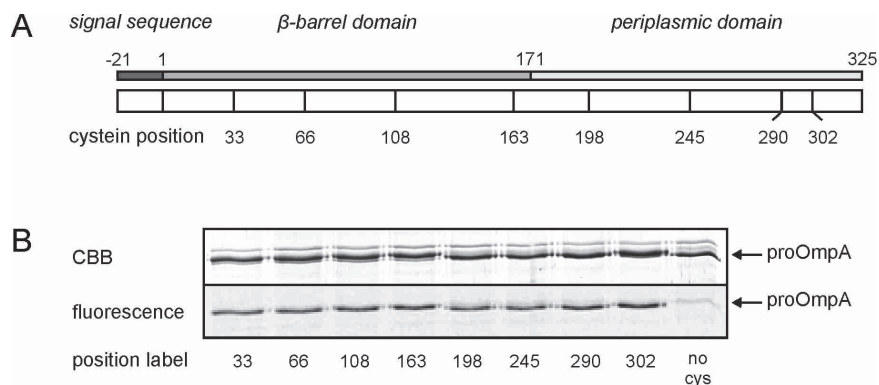 A
signal sequence β-barrel domain periplasmic domain
-21 1 171 325
cystein position 33 66 108 163 198 245 290 302
B
CBB proOmpA
fluorescence proOmpA
position label 33 66 108 163 198 245 290 302 no
cys